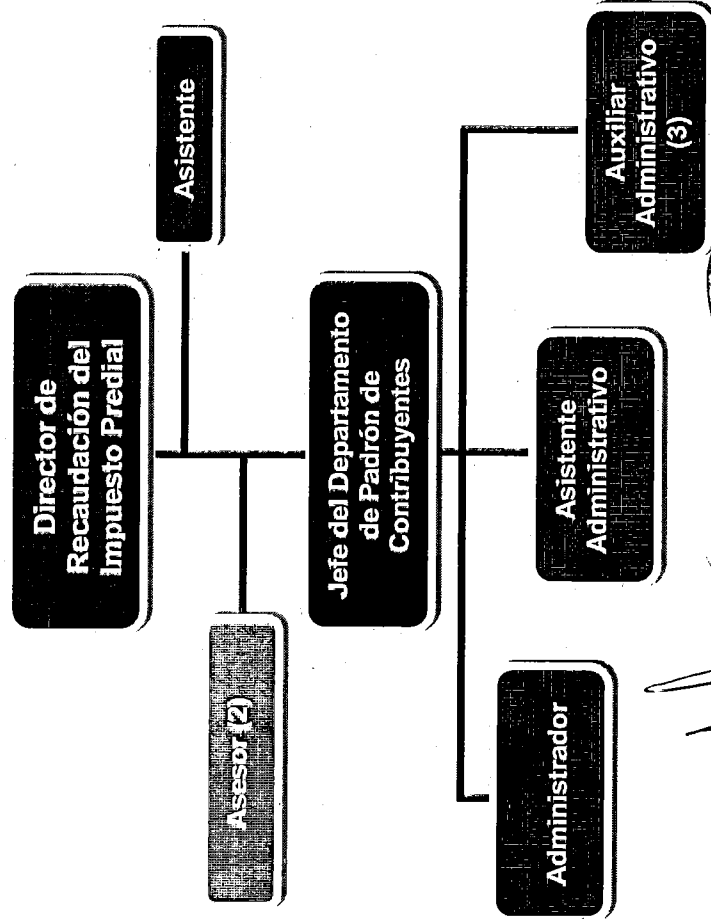 Director de
Recaudación del
Impuesto Predial
Asistente
Asesor (2)
Jefe del Departamento
de Padrón de
Contribuyentes
Administrador
Asistente
Administrativo
Auxiliar
Administrativo
(3)